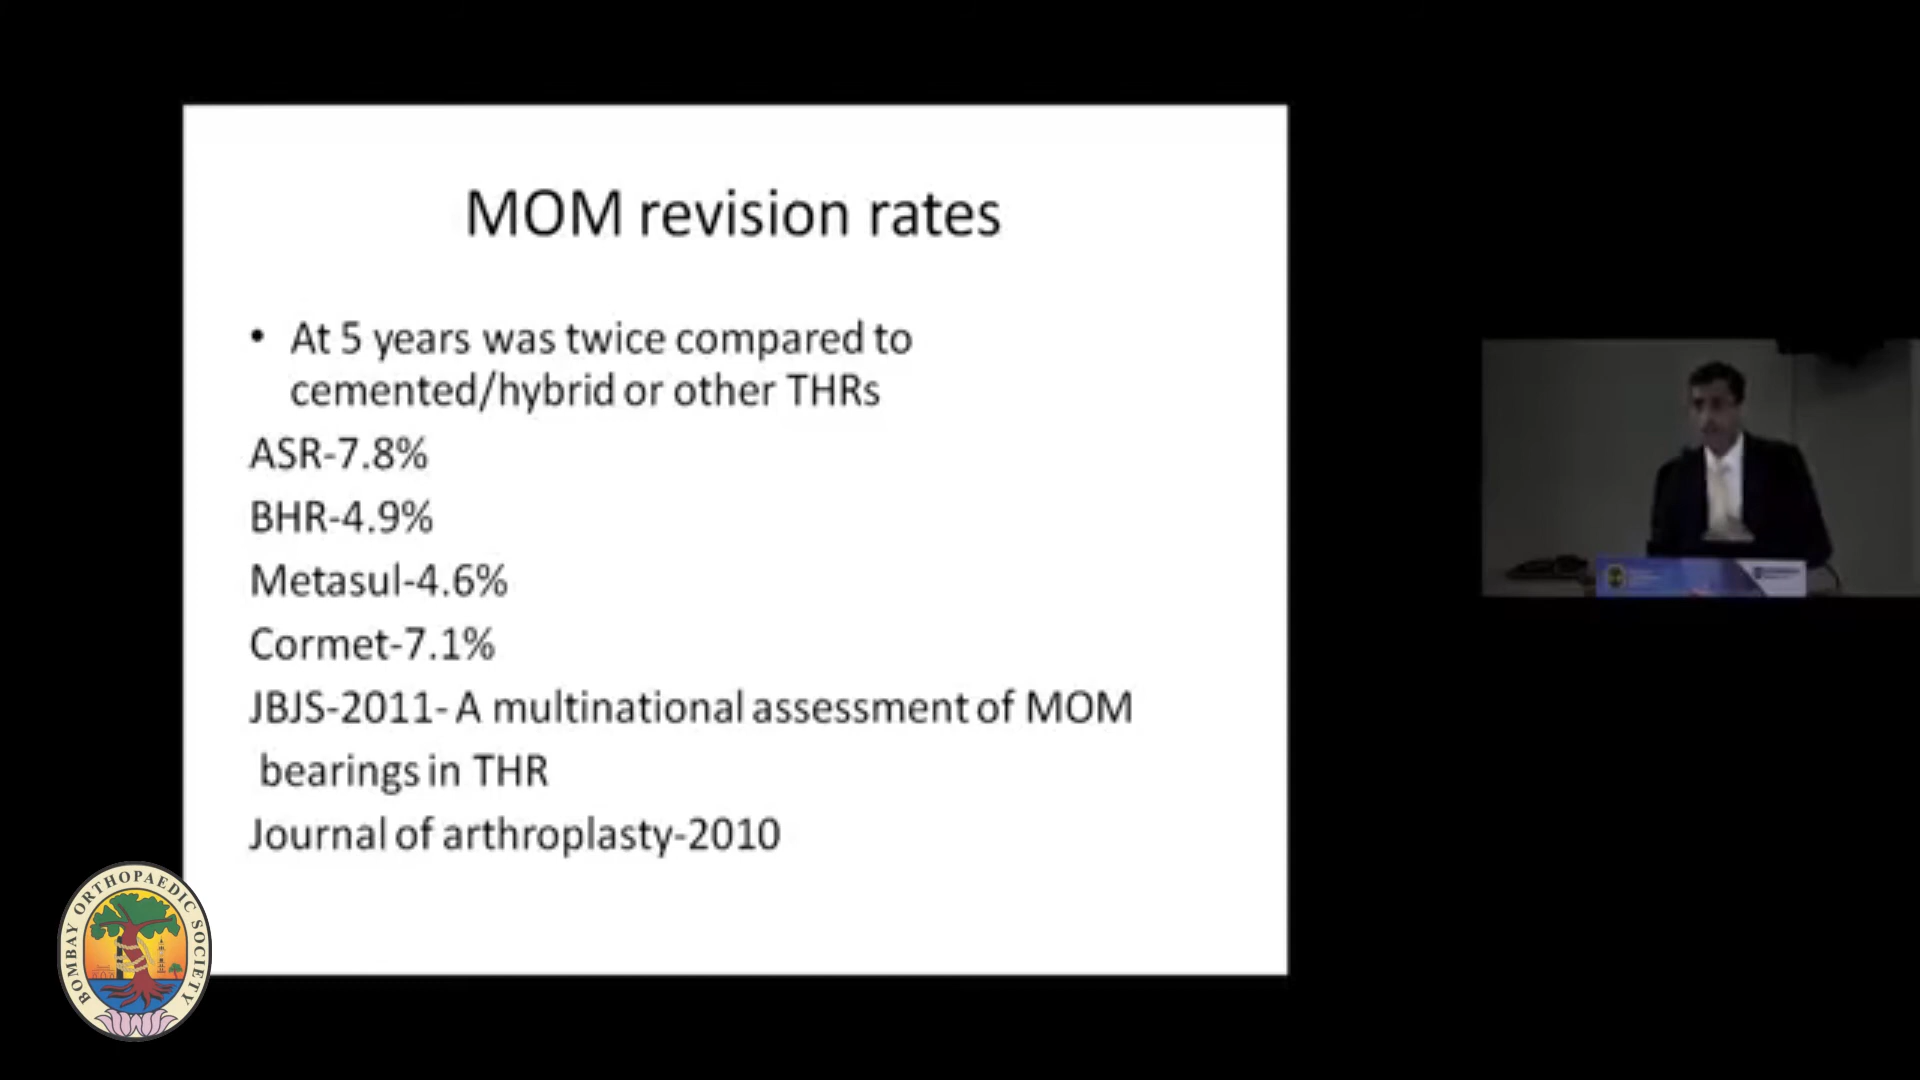 MOM revision rates
• At 5 years was twice compared to
cemented/hybrid or other THRs
ASR-7.8%
BHR-4.9%
Metasul-4.6%
Cormet-7.1%
JBJS-2011- A multinational assessment of MOM
bearings in THR
Journal of arthroplasty-2010
BOMBAY ORTHOPAEDIC SOCIETY